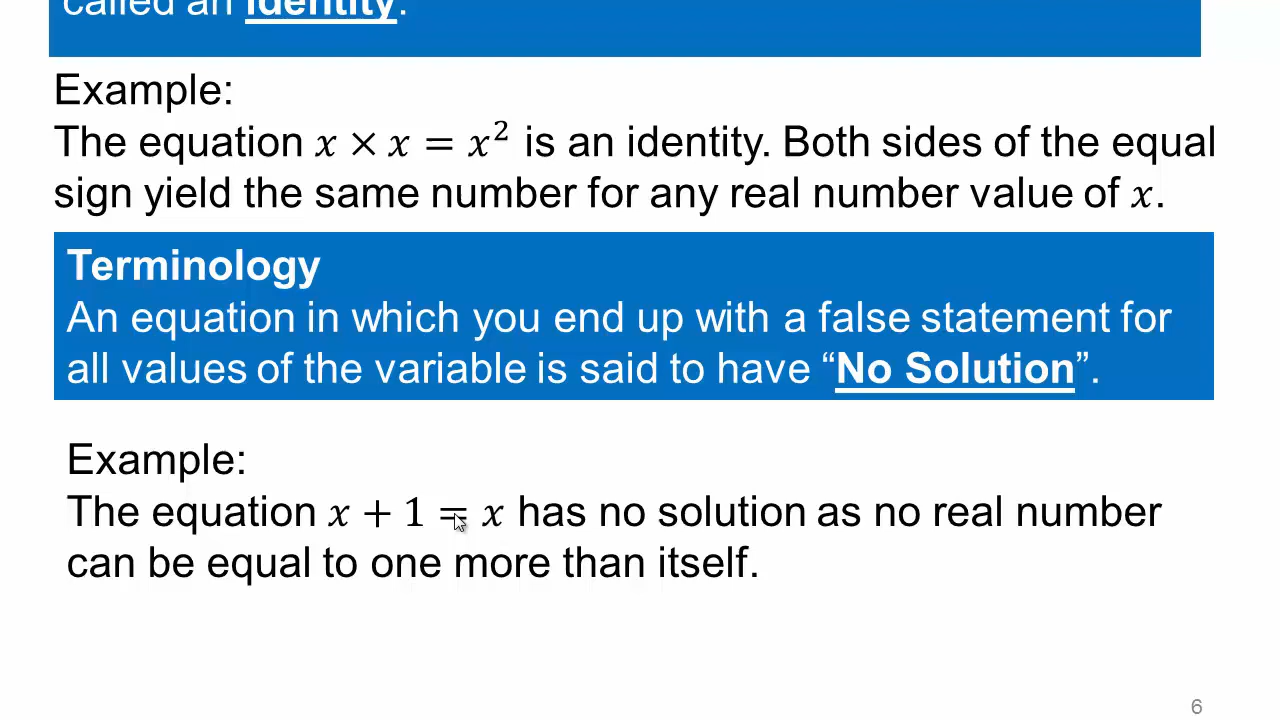 called an identity.
Example:
The equation x × x = x² is an identity. Both sides of the equal
sign yield the same number for any real number value of x.
Terminology
An equation in which you end up with a false statement for
all values of the variable is said to have “No Solution”.
Example:
The equation x + 1 = x has no solution as no real number
can be equal to one more than itself.
6